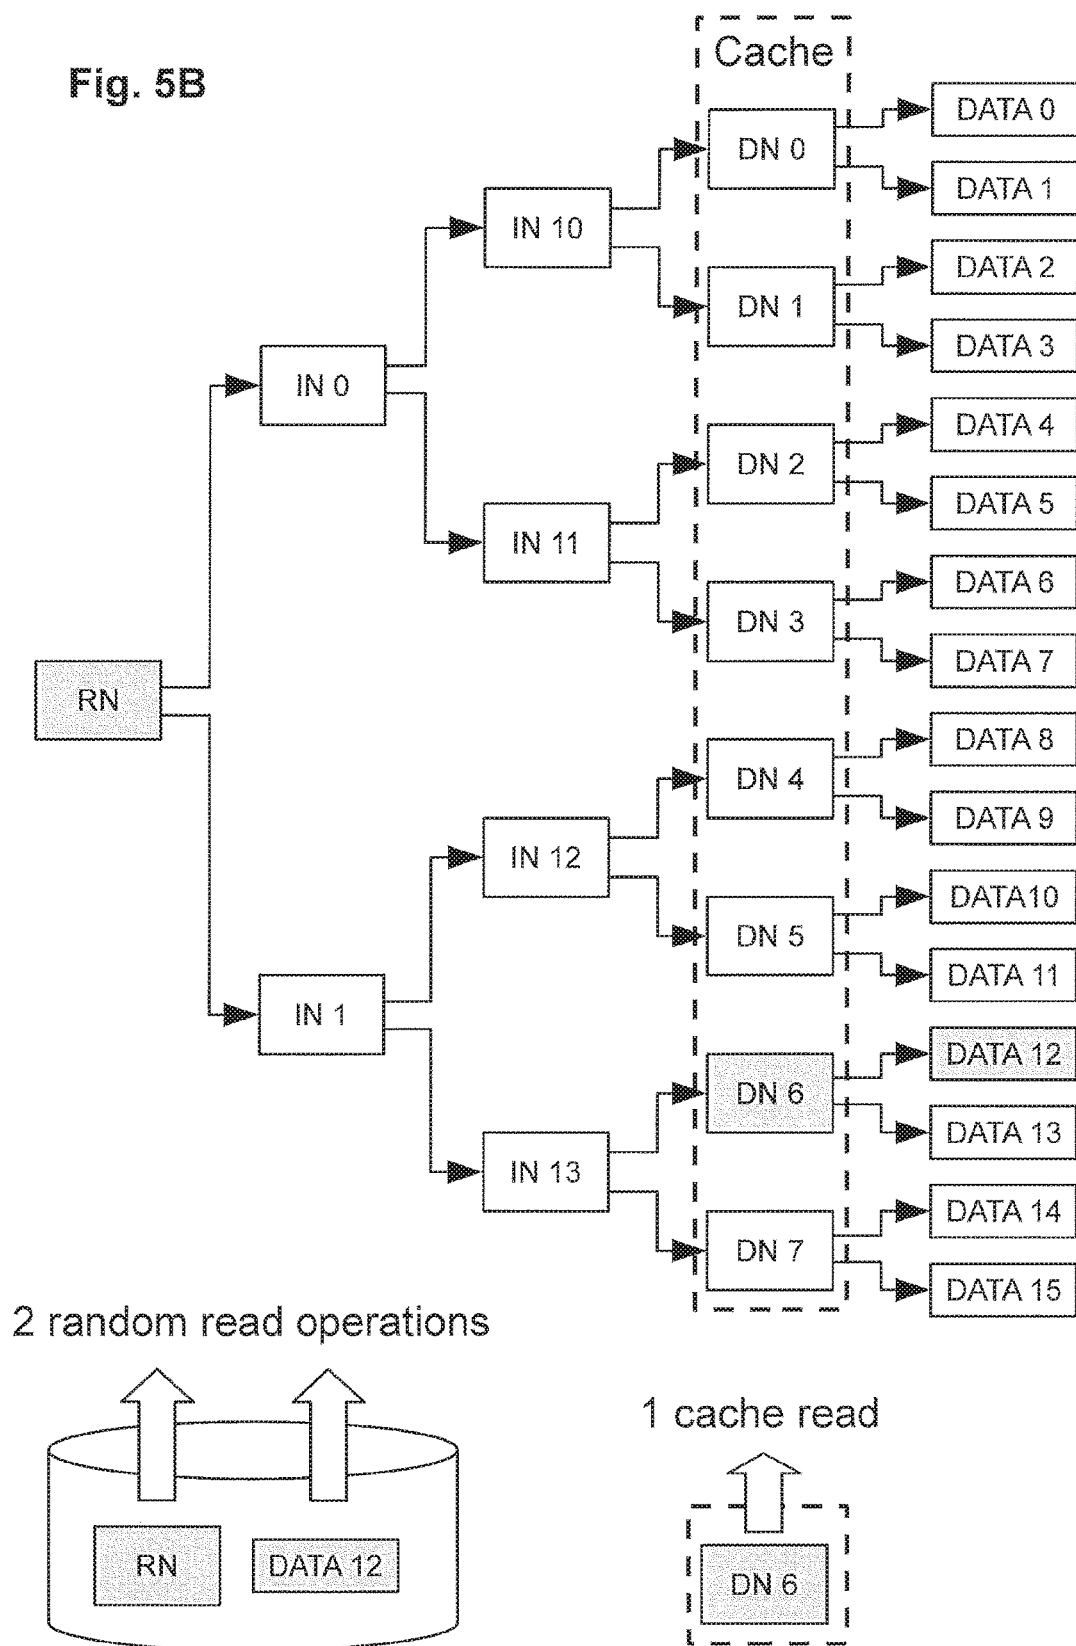 Fig. 5B
Cache
DATA 0
DN 0
DATA 1
IN 10
DATA 2
DN 1
DATA 3
IN 0
DATA 4
DN 2
DATA 5
IN 11
DATA 6
DN 3
DATA 7
RN
DATA 8
DN 4
DATA 9
IN 12
DATA10
DN 5
DATA 11
IN 1
DATA 12
DN 6
DATA 13
IN 13
DATA 14
DN 7
DATA 15
2 random read operations
1 cache read
RN
DATA 12
DN 6